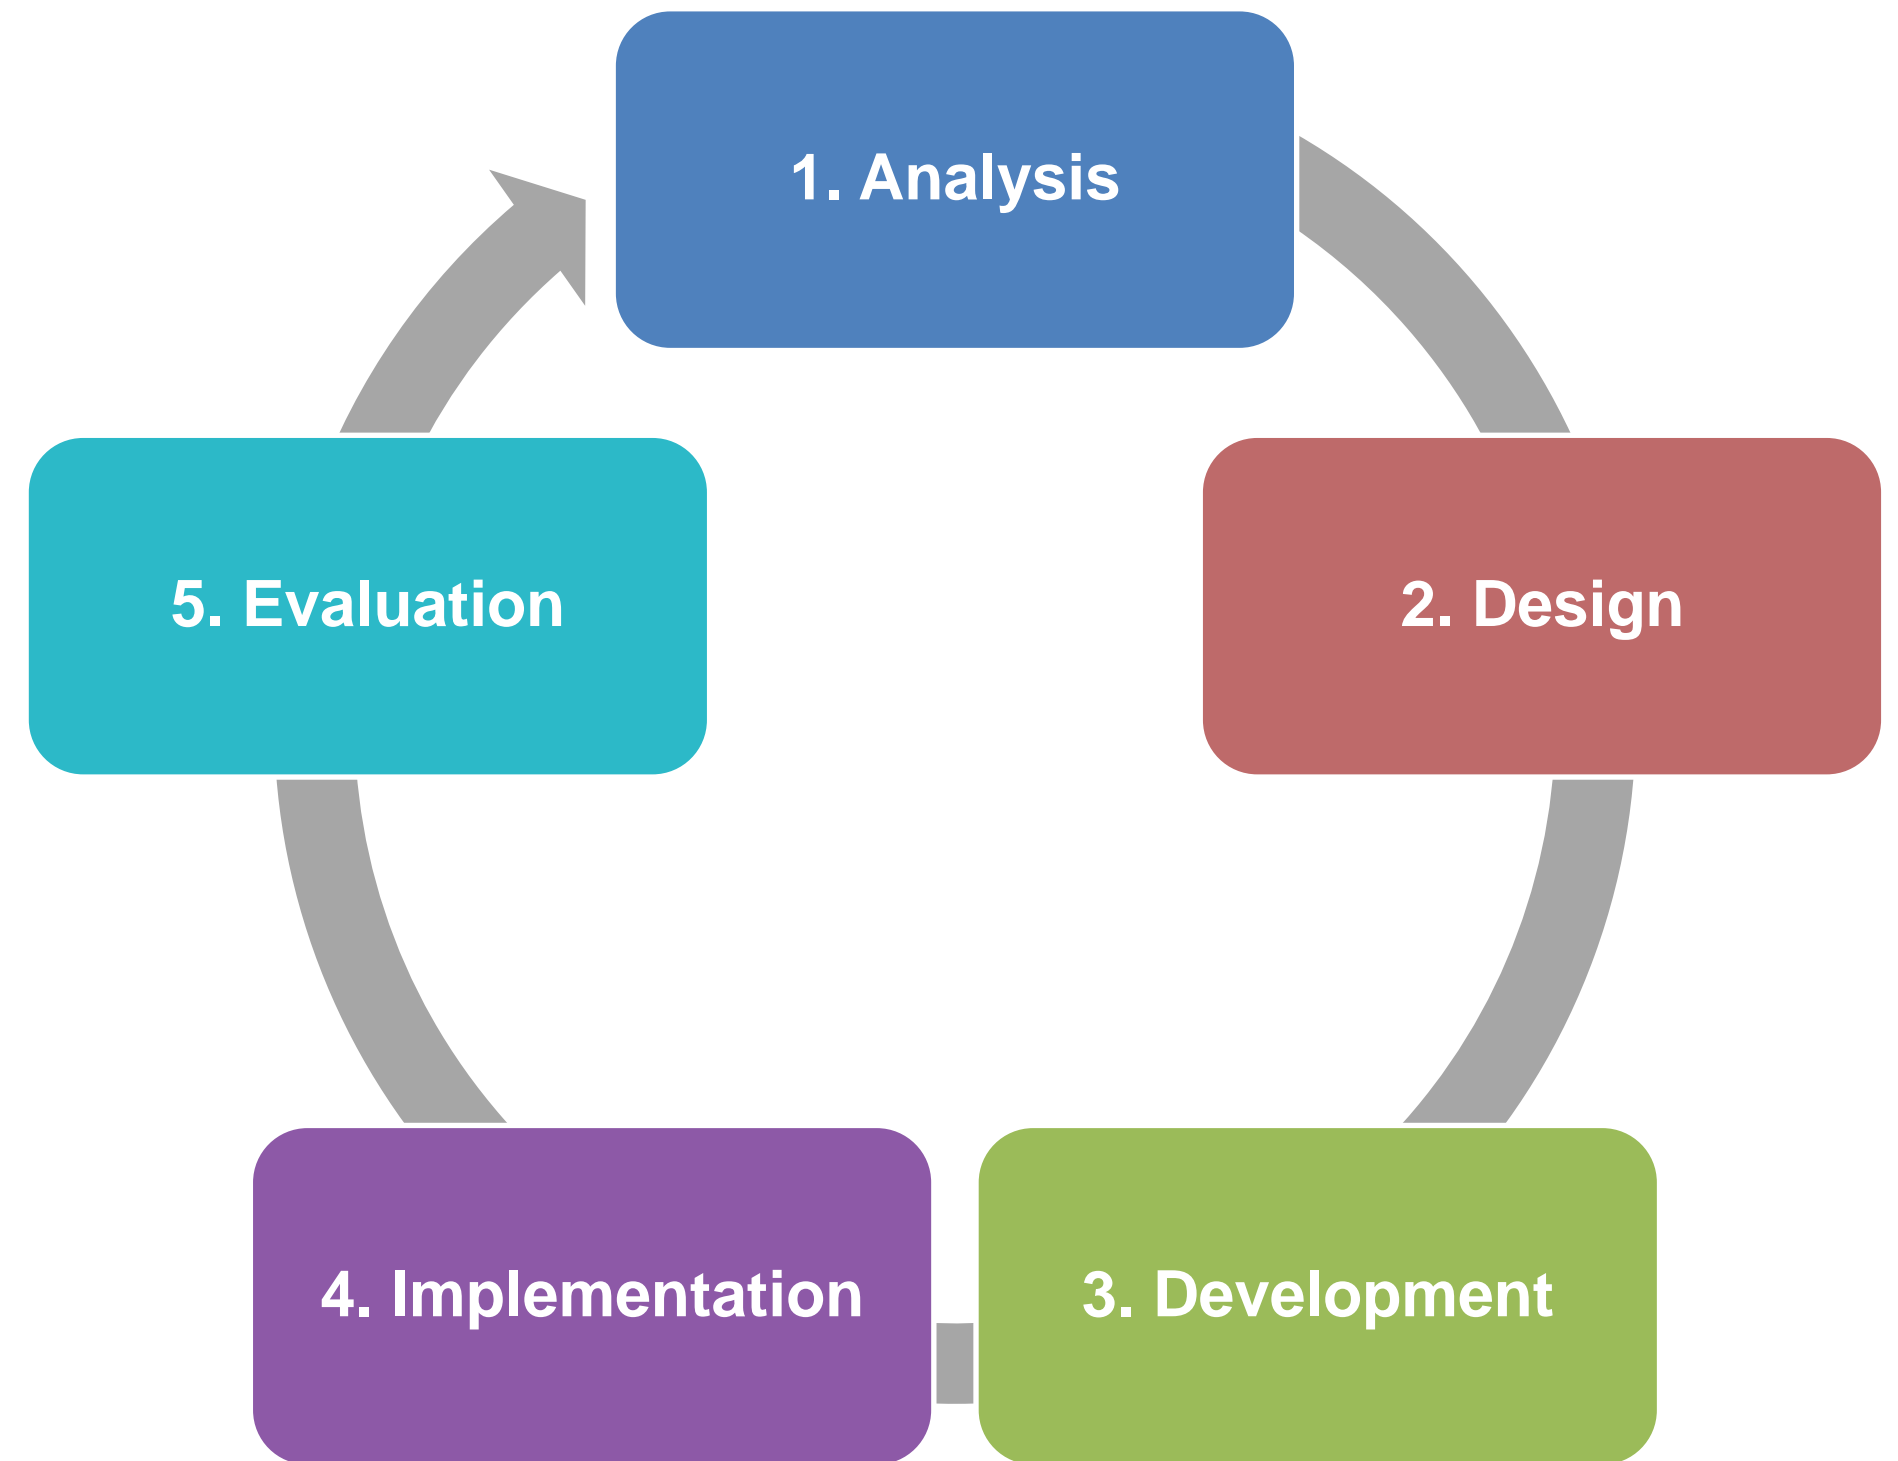 1. Analysis
2. Design
3. Development
4. Implementation
5. Evaluation